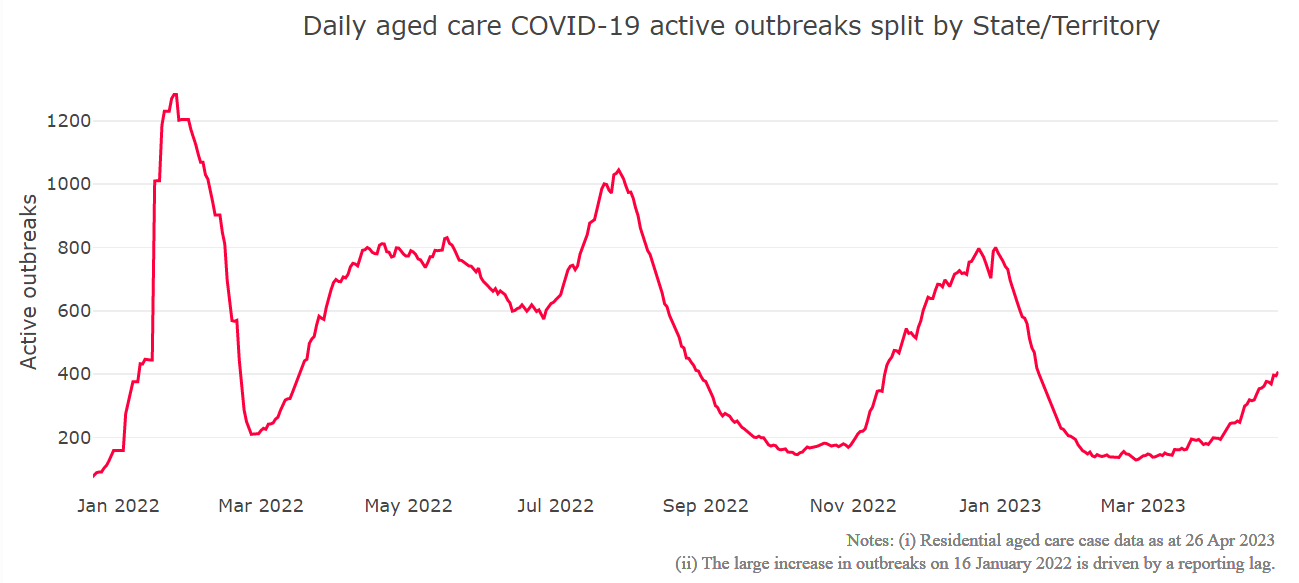 Daily aged care COVID-19 active outbreaks split by State/Territory
Active outbreaks
1200
1000
800
600
400
200
Jan 2022 Mar 2022 May 2022 Jul 2022 Sep 2022 Nov 2022 Jan 2023 Mar 2023
Notes: (i) Residential aged care case data as at 26 Apr 2023
(ii) The large increase in outbreaks on 16 January 2022 is driven by a reporting lag.